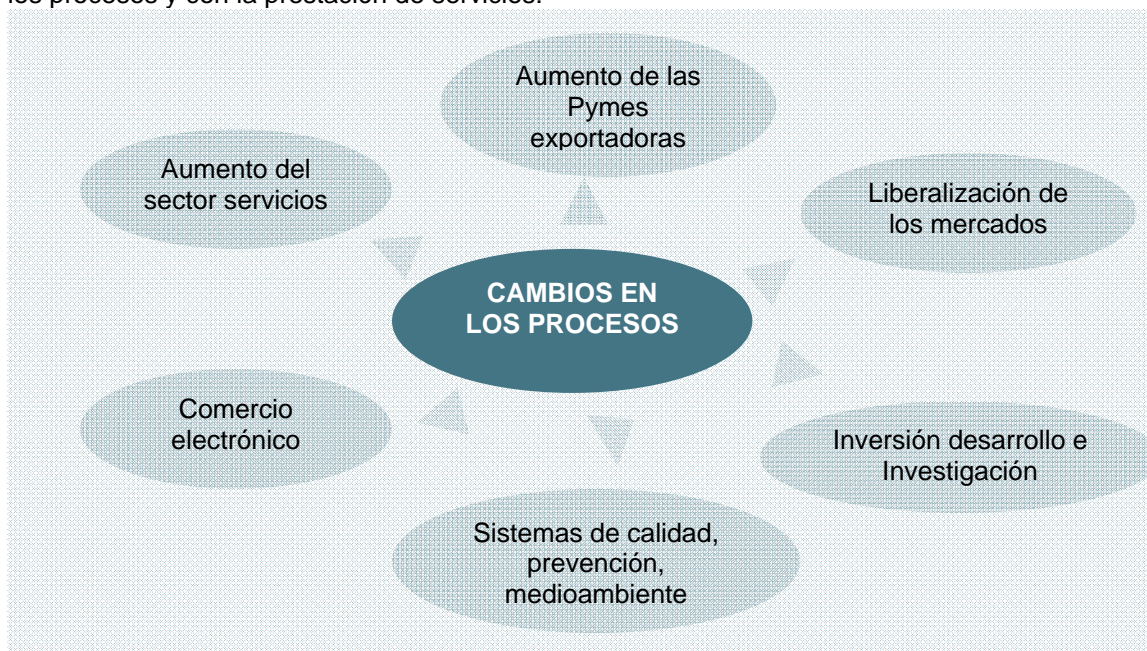 los procesos y con la prestación de servicios.
Aumento de las
Pymes
exportadoras
Aumento del
sector servicios
Liberalización de
los mercados
CAMBIOS EN
LOS PROCESOS
Comercio
electrónico
Inversión desarrollo e
Investigación
Sistemas de calidad,
prevención,
medioambiente